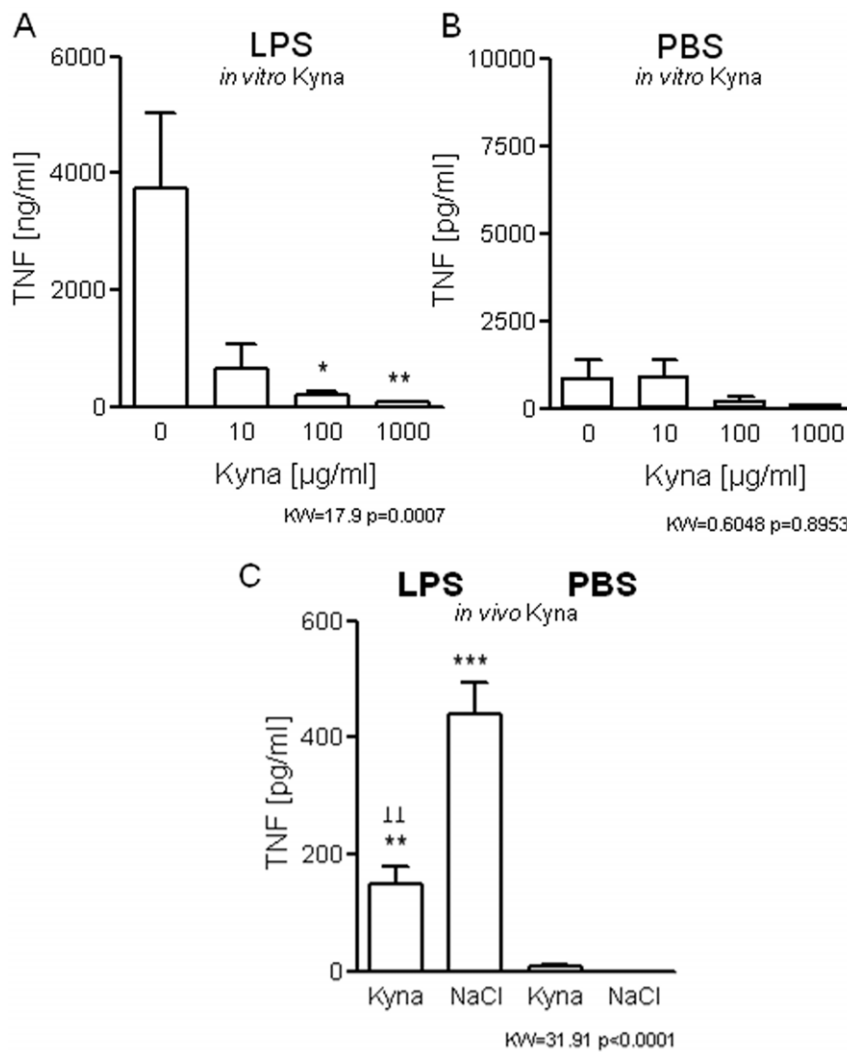 A
LPS
in vitro Kyna
6000
4000
2000
0
TNF [ng/ml]
*
**
0 10 100 1000
Kyna [µg/ml]
KW=17.9 p=0.0007
B
PBS
in vitro Kyna
10000
7500
5000
2500
0
TNF [pg/ml]
0 10 100 1000
Kyna [µg/ml]
KW=0.6048 p=0.8953
C
LPS PBS
in vivo Kyna
600
400
200
0
TNF [pg/ml]
***
⊥⊥
**
Kyna NaCl Kyna NaCl
KW=31.91 p<0.0001